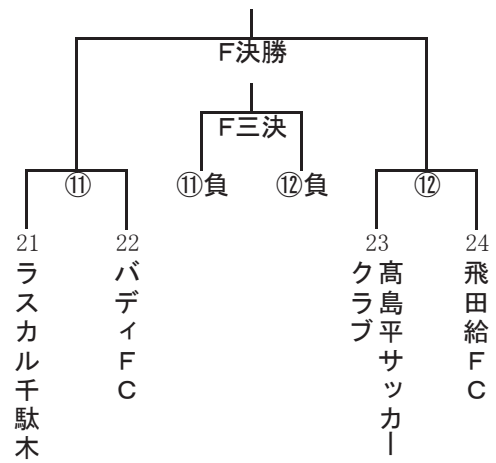 F決勝
F三決
⑪
⑪負
⑫負
⑫
21
22
23
24
ラスカル千駄木
バディFC
髙島平サッカー
クラブ
飛田給FC